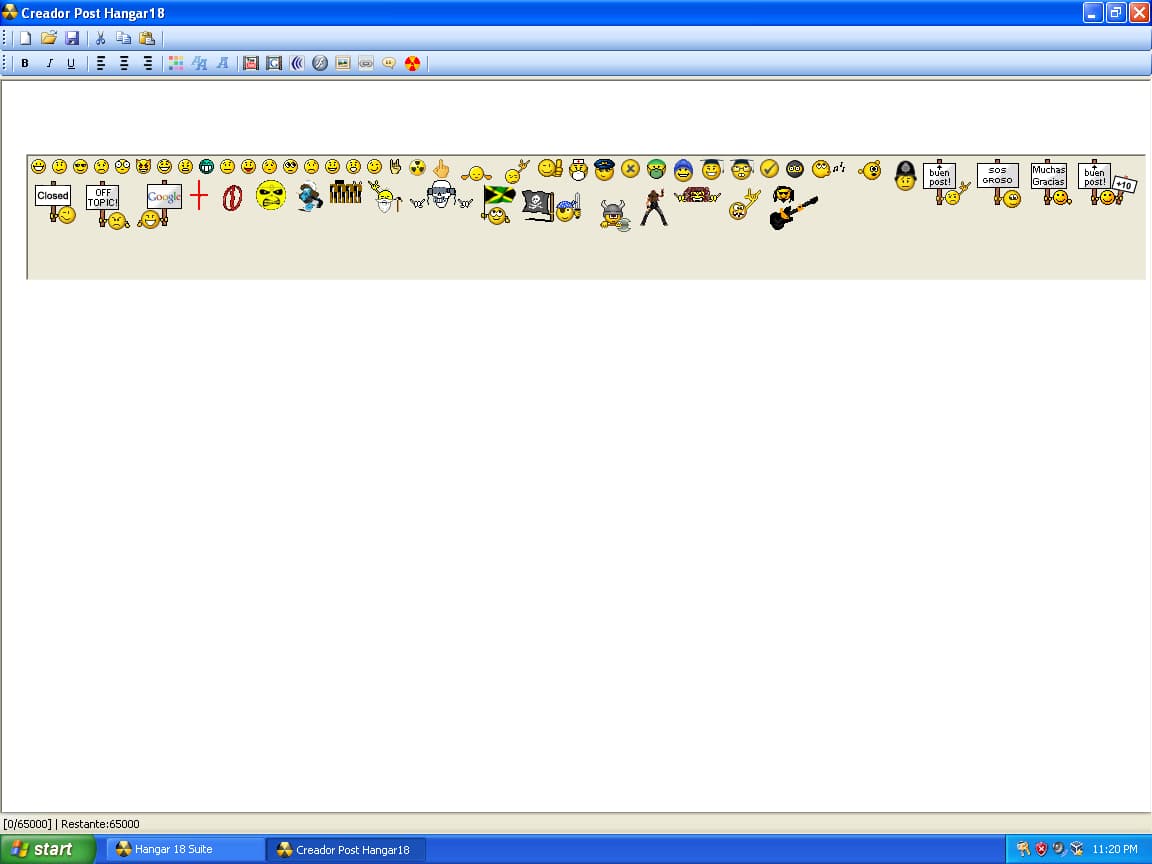 Creador Post Hangar18
B I U
buen
post!
SOS
GROSO
Muchas
Gracias
buen
post!
+10
Closed
OFF
TOPIC!
Google
[0/65000] | Restante:65000
start
Hangar 18 Suite
Creador Post Hangar18
11:20 PM